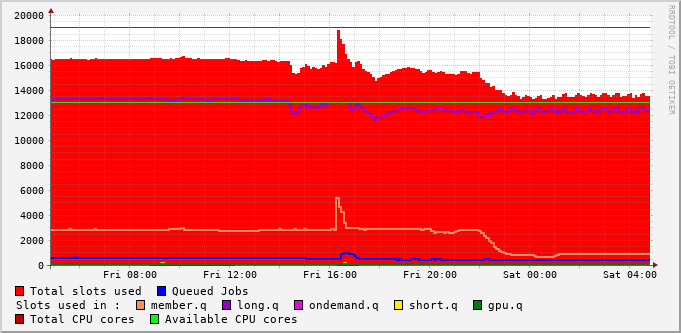 20000
18000
16000
14000
12000
10000
8000
6000
4000
2000
0
Fri 08:00 Fri 12:00 Fri 16:00 Fri 20:00 Sat 00:00 Sat 04:00
Total slots used Queued Jobs
Slots used in : member.q long.q ondemand.q short.q gpu.q
Total CPU cores Available CPU cores
RRDTOOL / TOBI OETIKER